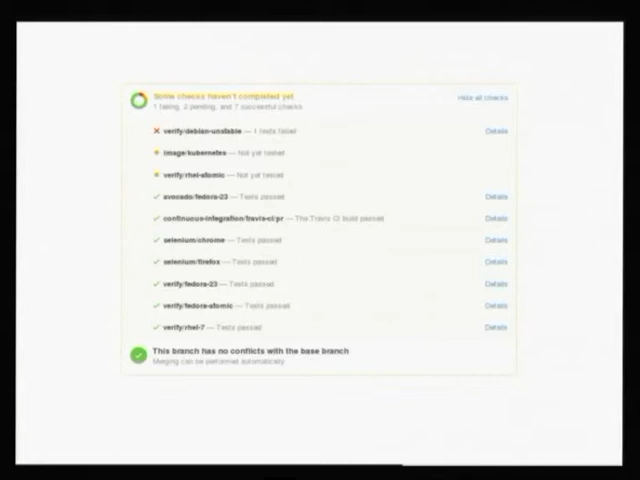 Some checks haven't completed yet
1 failing, 2 pending, and 7 successful checks
Hide all checks
verify/debian-unstable — 1 tests failed
Details
image/kubernetes — Not yet tested
verify/rhel-atomic — Not yet tested
avocado/fedora-23 — Tests passed
Details
continuous-integration/travis-ci/pr — The Travis CI build passed
Details
selenium/chrome — Tests passed
Details
selenium/firefox — Tests passed
Details
verify/fedora-23 — Tests passed
Details
verify/fedora-atomic — Tests passed
Details
verify/rhel-7 — Tests passed
Details
This branch has no conflicts with the base branch
Merging can be performed automatically.